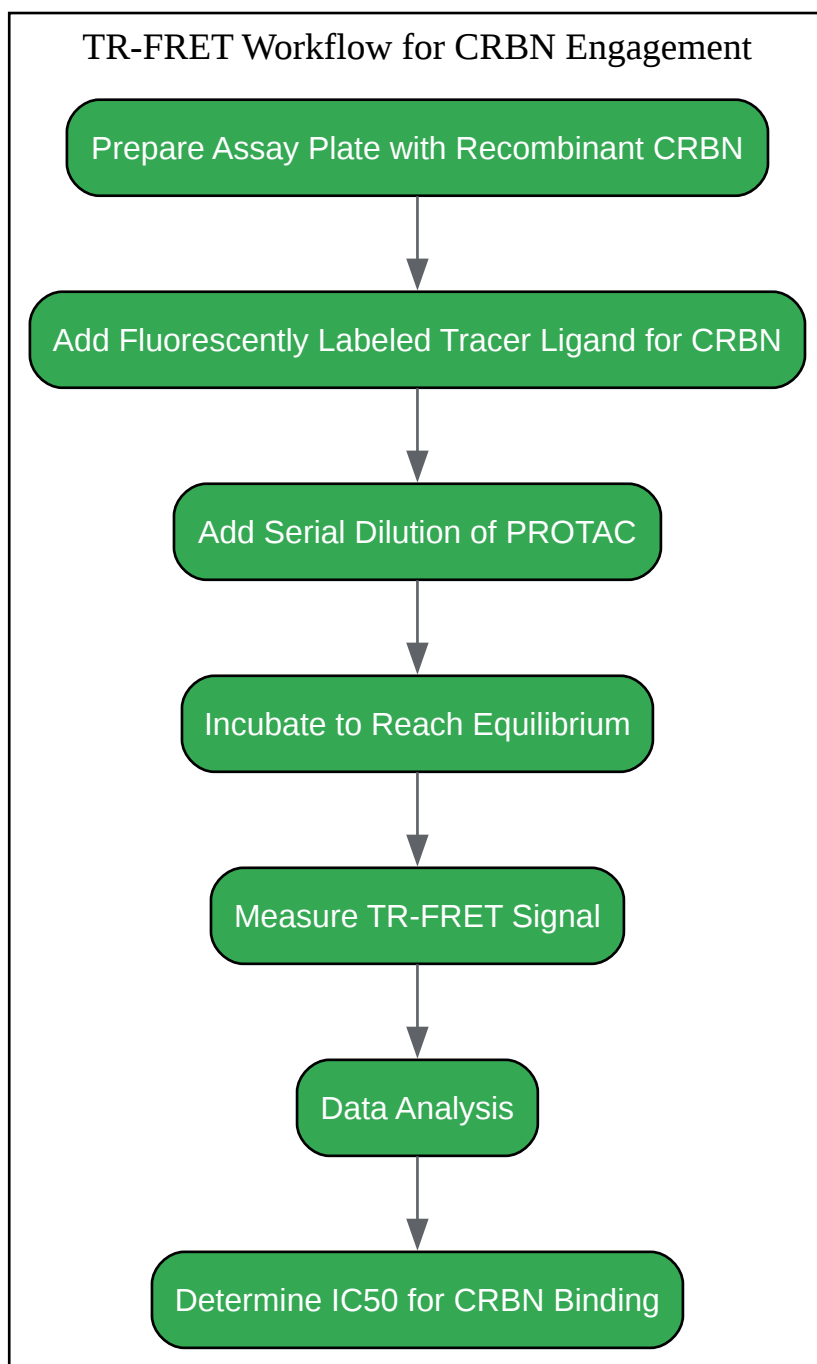 TR-FRET Workflow for CRBN Engagement
Prepare Assay Plate with Recombinant CRBN
Add Fluorescently Labeled Tracer Ligand for CRBN
Add Serial Dilution of PROTAC
Incubate to Reach Equilibrium
Measure TR-FRET Signal
Data Analysis
Determine IC50 for CRBN Binding